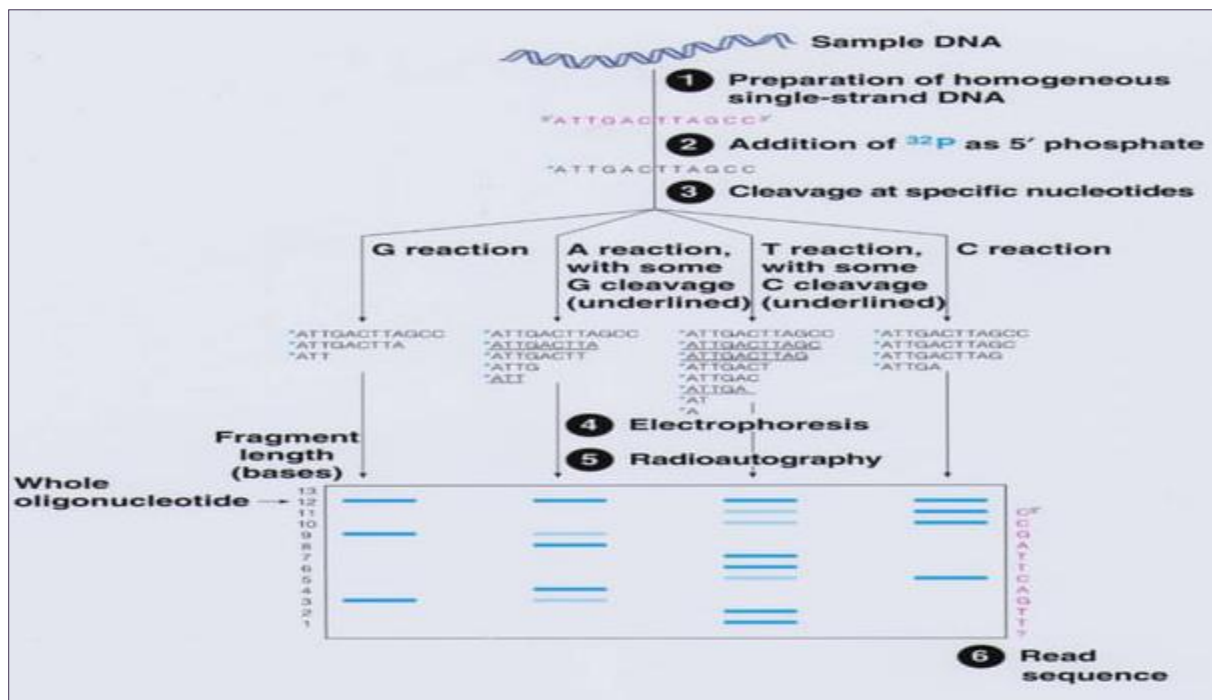 Sample DNA
1 Preparation of homogeneous
single-strand DNA
5'ATTGACTTAGCC3'
2 Addition of 32P as 5' phosphate
*ATTGACTTAGCC
3 Cleavage at specific nucleotides
G reaction
A reaction,
with some
G cleavage
(underlined)
T reaction,
with some
C cleavage
(underlined)
C reaction
*ATTGACTTAGCC
*ATTGACTTA
*ATT
*ATTGACTTAGCC
*ATTGACTTA
*ATTGACTT
*ATTG
*ATT
*ATTGACTTAGCC
*ATTGACTTAGC
*ATTGACTTAG
*ATTGACT
*ATTGAC
*ATTGA
*AT
*A
*ATTGACTTAGCC
*ATTGACTTAGC
*ATTGACTTAG
*ATTGA
4 Electrophoresis
5 Radioautography
Fragment
length
(bases)
Whole
oligonucleotide
13
12
11
10
9
8
7
6
5
4
3
2
1
C3'
C
G
A
T
T
C
A
G
T
T
?
6 Read
sequence